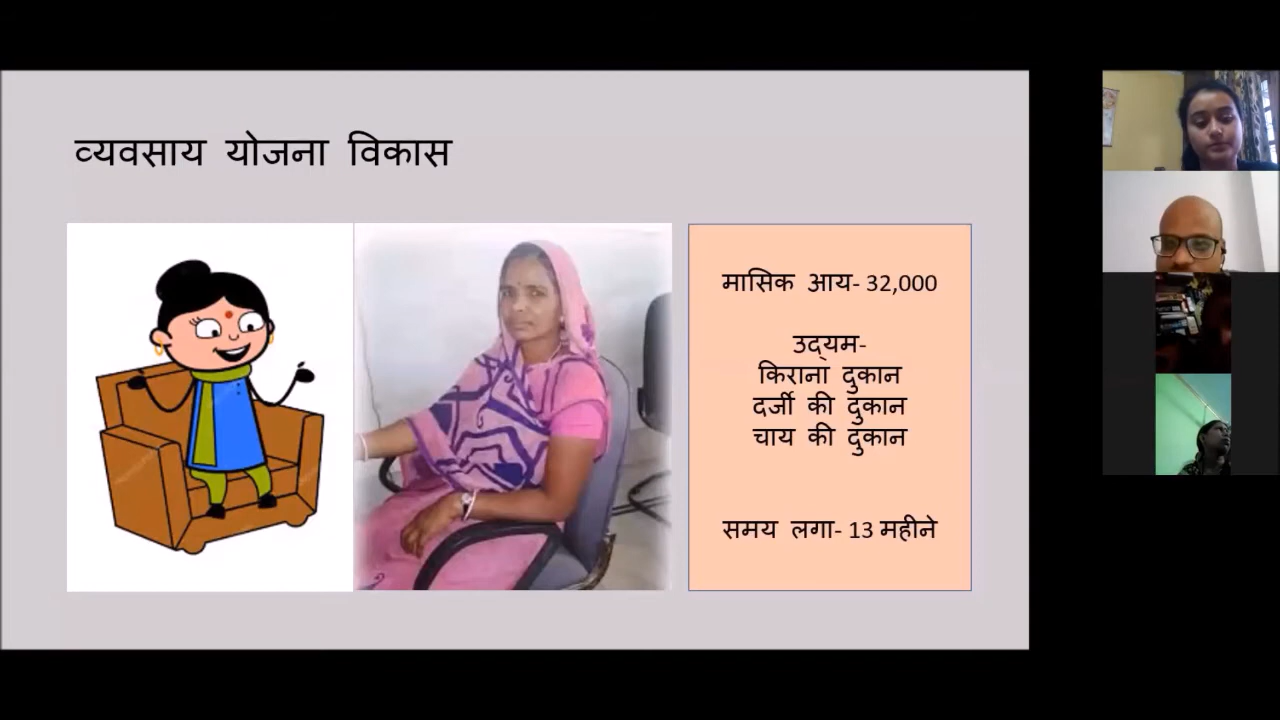 व्यवसाय योजना विकास
मासिक आय- 32,000
उद्यम-
किराना दुकान
दर्जी की दुकान
चाय की दुकान
समय लगा- 13 महीने